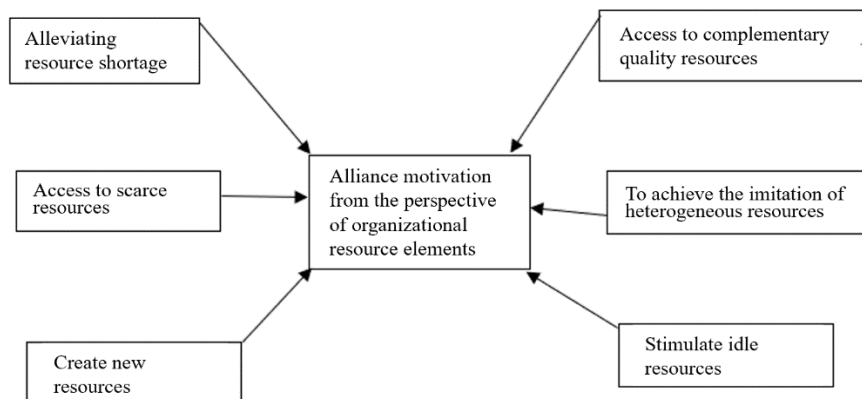 Alleviating
resource shortage
Access to complementary
quality resources
Access to scarce
resources
Alliance motivation
from the perspective
of organizational
resource elements
To achieve the imitation of
heterogeneous resources
Create new
resources
Stimulate idle
resources